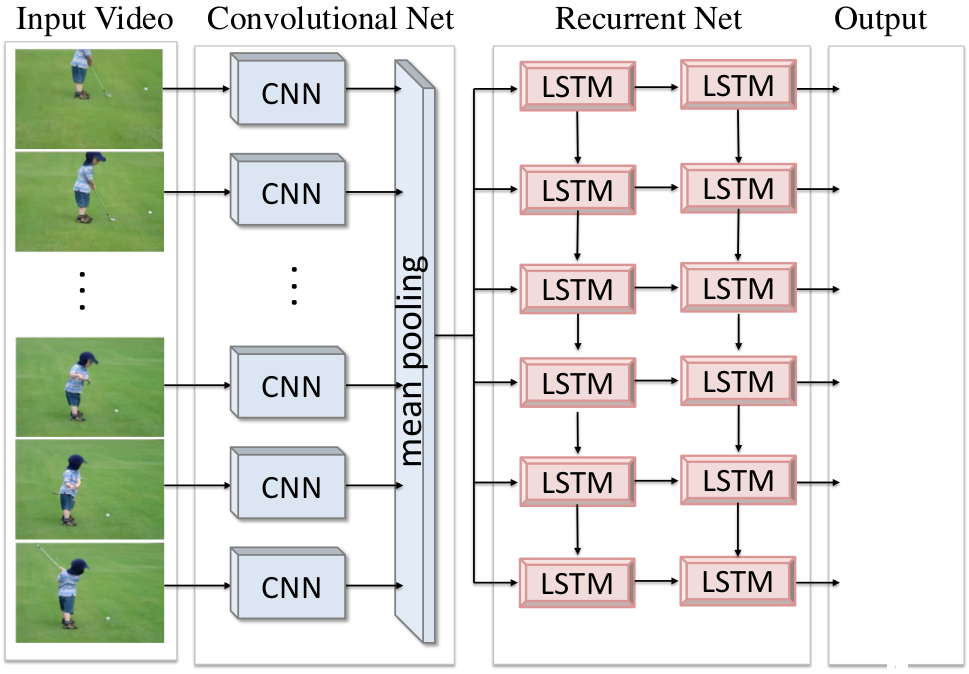 Input Video
Convolutional Net
Recurrent Net
Output
CNN
CNN
CNN
CNN
CNN
mean pooling
LSTM
LSTM
LSTM
LSTM
LSTM
LSTM
LSTM
LSTM
LSTM
LSTM
LSTM
LSTM